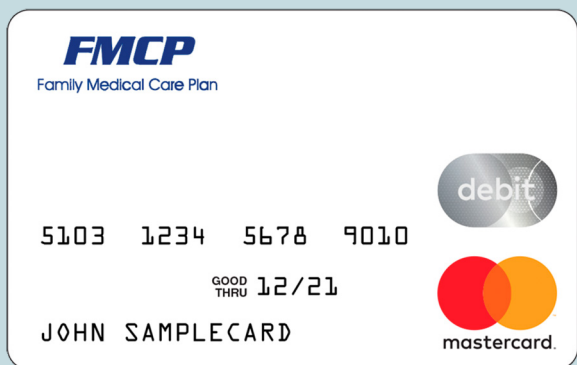 FMCP
Family Medical Care Plan
debit
5103 1234 5678 9010
GOOD THRU 12/21
JOHN SAMPLECARD
mastercard.